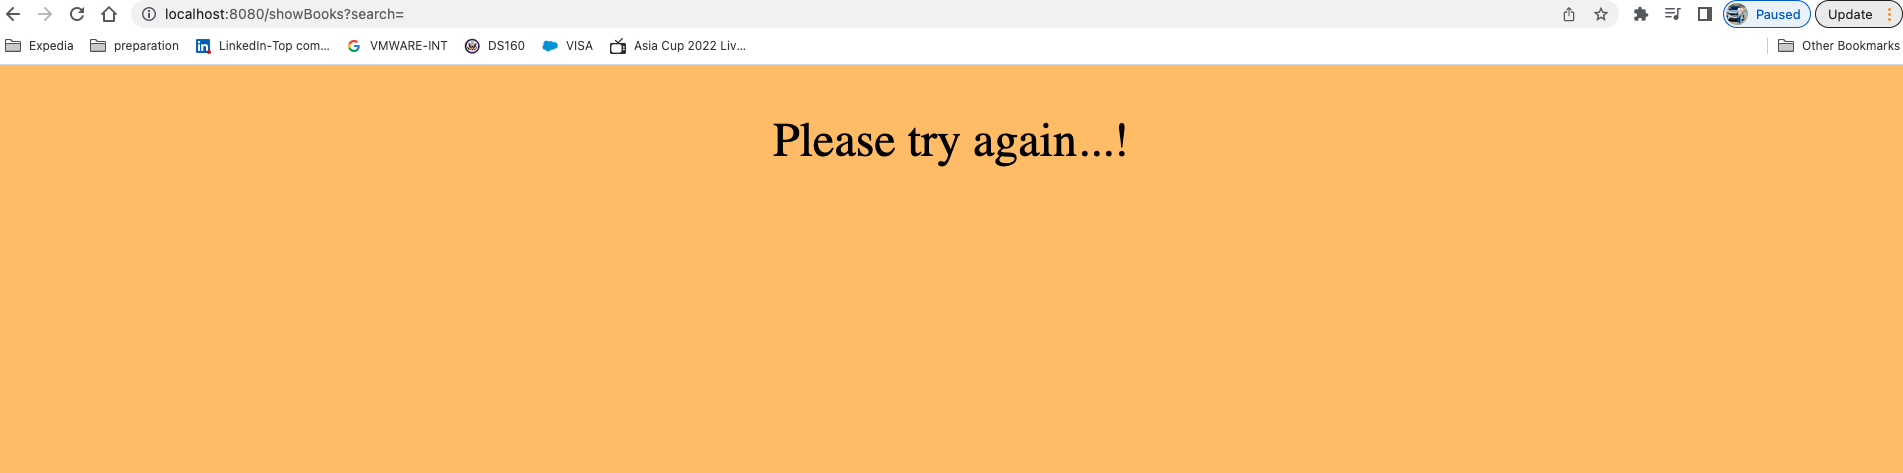 localhost:8080/showBooks?search=
Paused
Update
Expedia
preparation
LinkedIn-Top com...
VMWARE-INT
DS160
VISA
Asia Cup 2022 Liv...
Other Bookmarks
Please try again...!